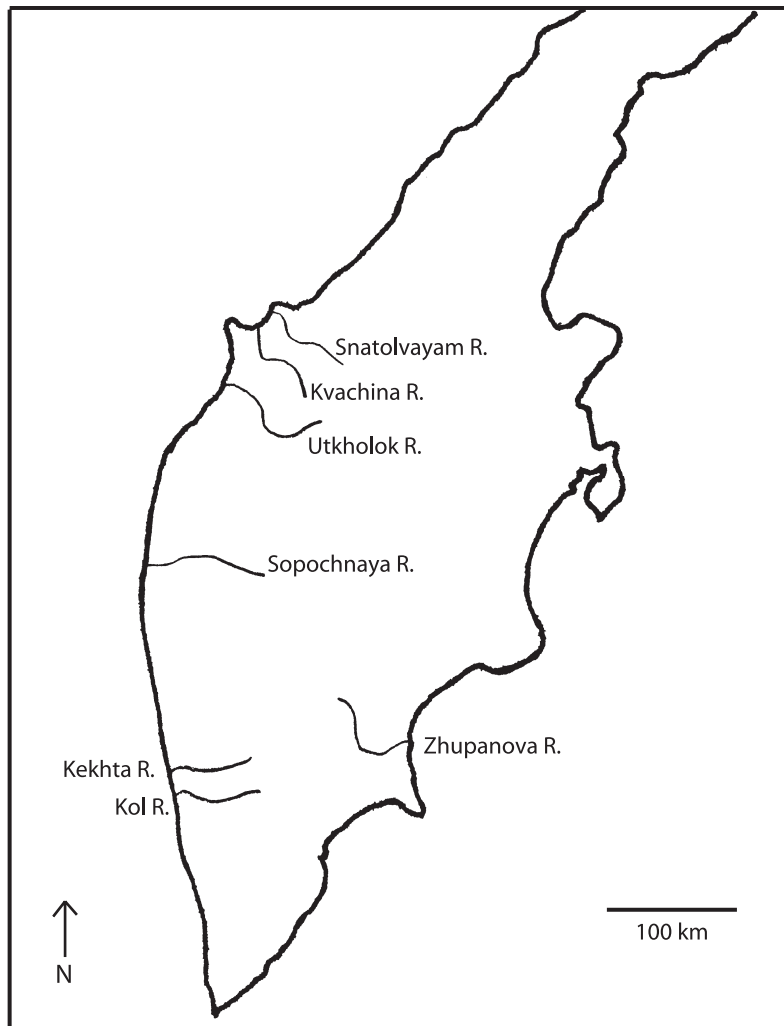 Snatolvayam R.
Kvachina R.
Utkholok R.
Sopochnaya R.
Zhupanova R.
Kekhta R.
Kol R.
N
100 km